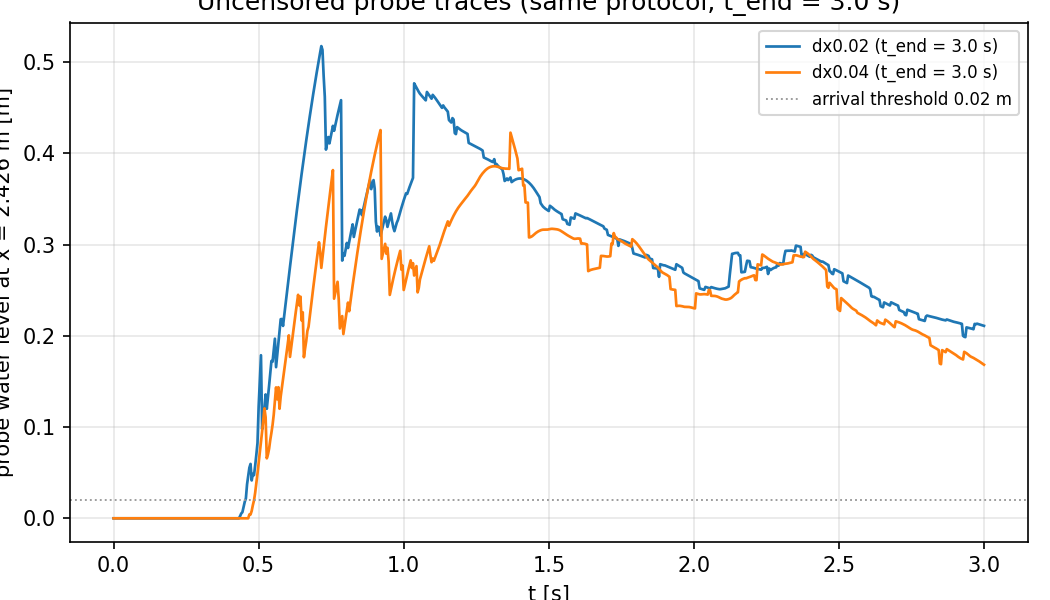 Uncensored probe traces (same protocol, t_end = 3.0 s)
dx0.02 (t_end = 3.0 s)
dx0.04 (t_end = 3.0 s)
arrival threshold 0.02 m
probe water level at x = 2.426 m [m]
0.5
0.4
0.3
0.2
0.1
0.0
0.0 0.5 1.0 1.5 2.0 2.5 3.0
t [s]